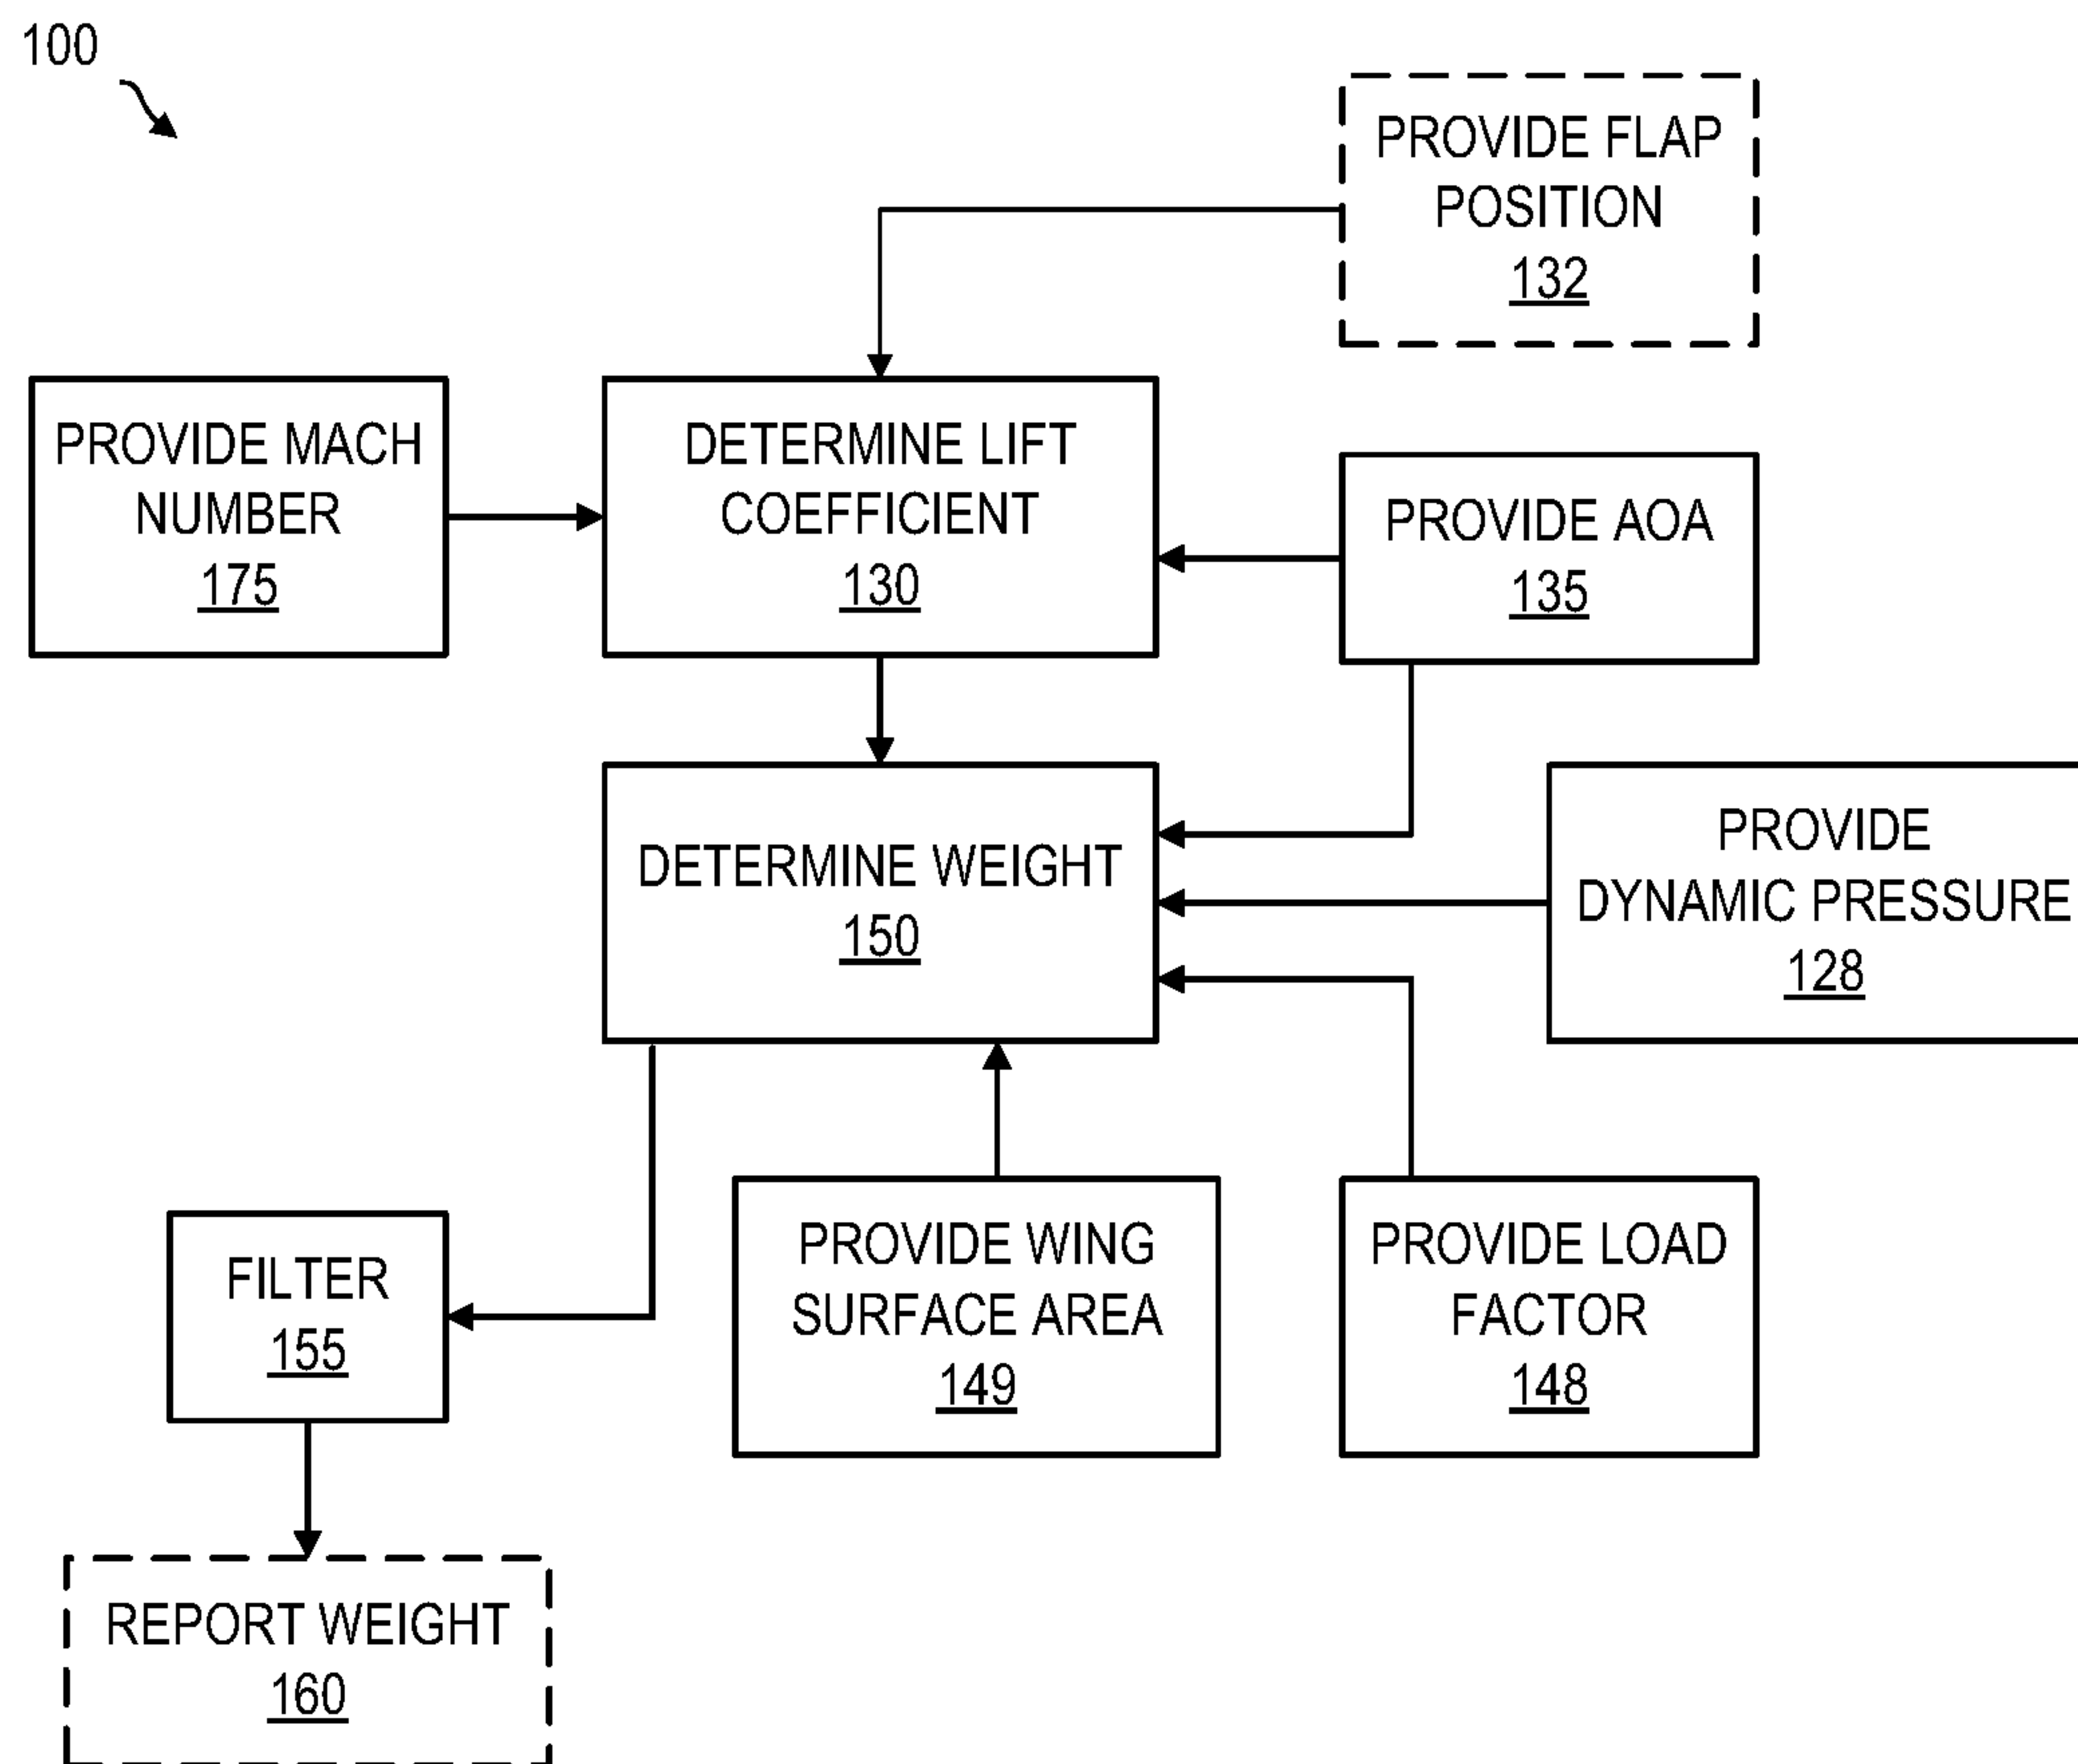 100
PROVIDE FLAP
POSITION
132
PROVIDE MACH
NUMBER
175
DETERMINE LIFT
COEFFICIENT
130
PROVIDE AOA
135
DETERMINE WEIGHT
150
PROVIDE
DYNAMIC PRESSURE
128
FILTER
155
PROVIDE WING
SURFACE AREA
149
PROVIDE LOAD
FACTOR
148
REPORT WEIGHT
160